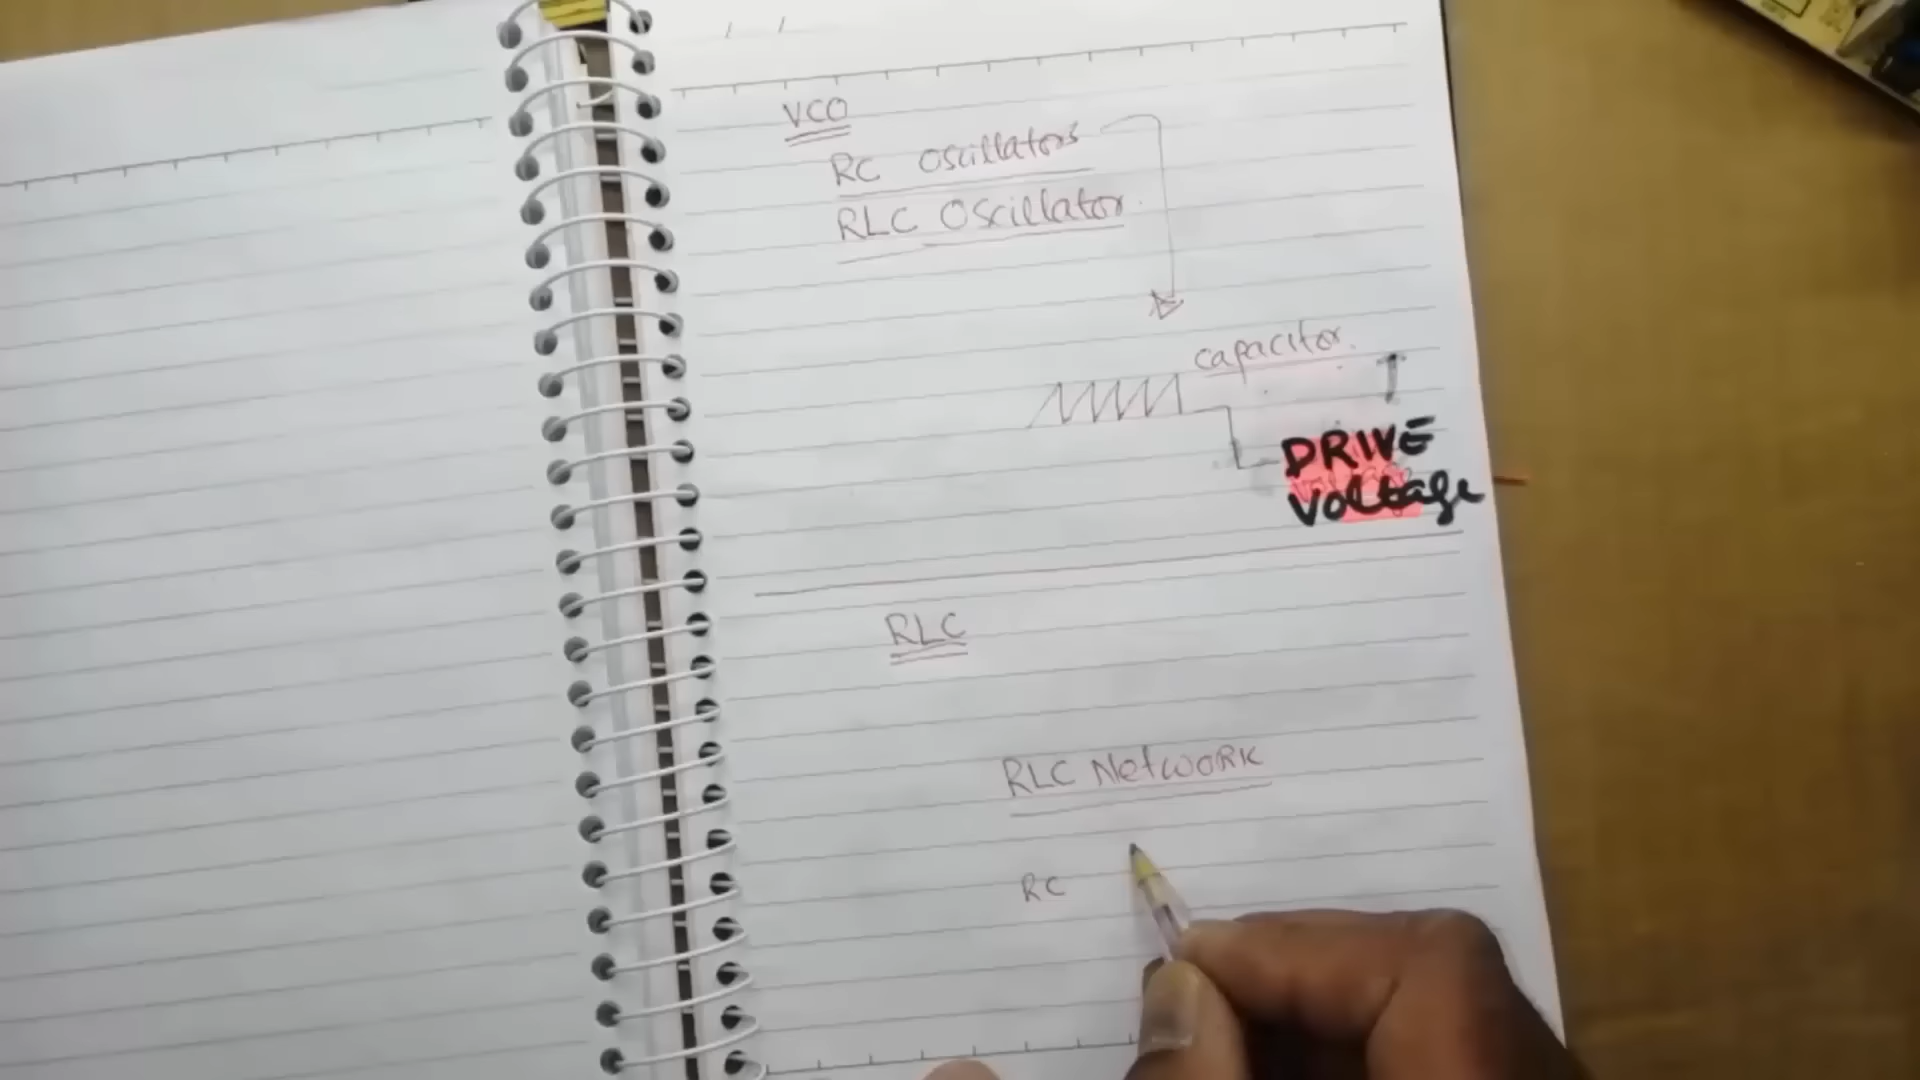 VCO
RC Oscillators
RLC Oscillator.
capacitor.
DRIVE
Voltage
RLC
RLC NetWORK
RC